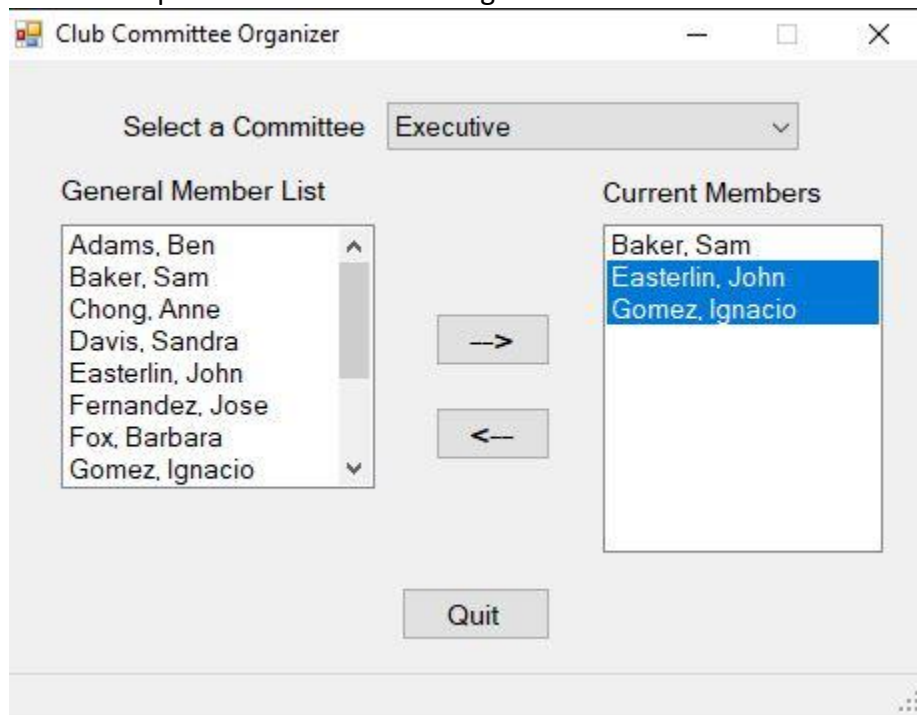 Club Committee Organizer
Select a Committee Executive
General Member List
Current Members
Adams, Ben
Baker, Sam
Chong, Anne
Davis, Sandra
Easterlin, John
Fernandez, Jose
Fox, Barbara
Gomez, Ignacio
-->
<--
Baker, Sam
Easterlin, John
Gomez, Ignacio
Quit